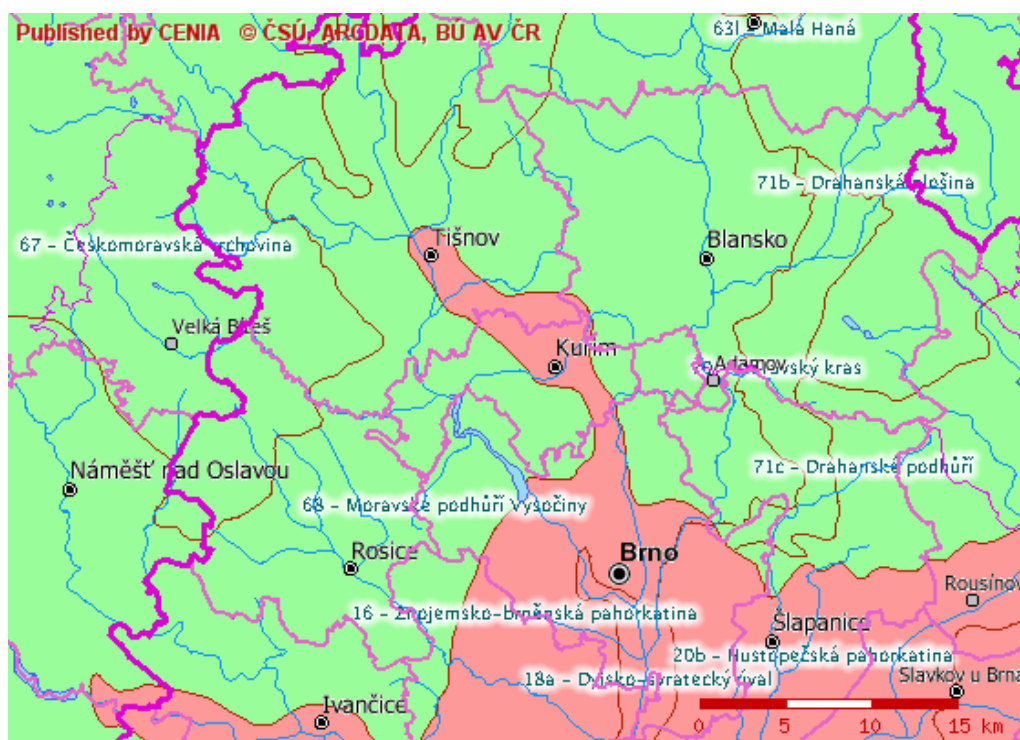 Published by CENIA © ČSÚ, ARCDATA, BÚ AV ČR
63l - Malá Haná
71b - Drahanská plošina
67 - Českomoravská vrchovina
Tišnov
Blansko
Velká Bíteš
Kuřim
Adamov
kras
Náměšť nad Oslavou
71c - Drahanské podhůří
68 - Moravské podhůří Vysočiny
Rosice
Brno
Rousínov
16 - Znojemsko-brněnská pahorkatina
Šlapanice
20b - Hustopečská pahorkatina
18a - Dyjsko-svratecký úval
Slavkov u Brna
Ivančice
0 5 10 15 km